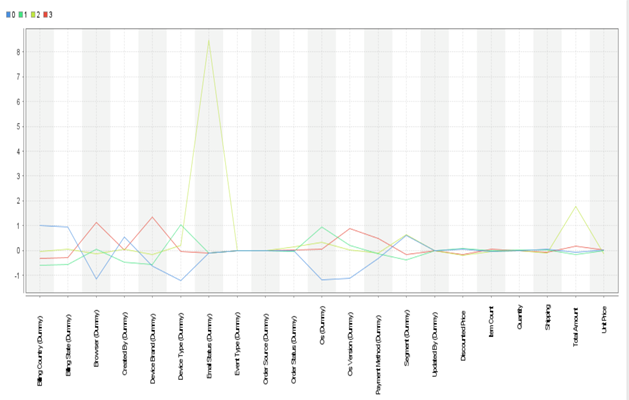 0 1 2 3
8
7
6
5
4
3
2
1
0
-1
Billing Country (Dummy)
Billing State (Dummy)
Browser (Dummy)
Created By (Dummy)
Device Brand (Dummy)
Device Type (Dummy)
Email Status (Dummy)
Event Type (Dummy)
Order Source (Dummy)
Order Status (Dummy)
Os (Dummy)
Os Version (Dummy)
Payment Method (Dummy)
Segment (Dummy)
Updated By (Dummy)
Discounted Price
Item Count
Quantity
Shipping
Total Amount
Unit Price